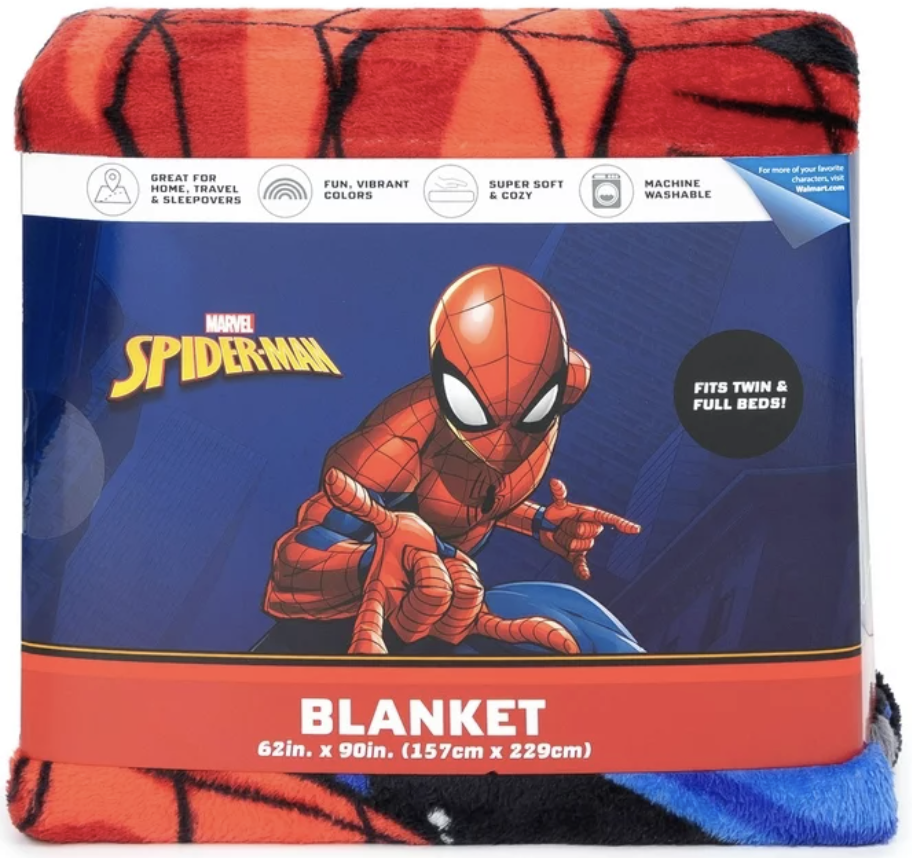 GREAT FOR
HOME, TRAVEL
& SLEEPOVERS
FUN, VIBRANT
COLORS
SUPER SOFT
& COZY
MACHINE
WASHABLE
For more of your favorite
characters, visit
Walmart.com
MARVEL
SPIDER-MAN
FITS TWIN &
FULL BEDS!
BLANKET
62in. x 90in. (157cm x 229cm)